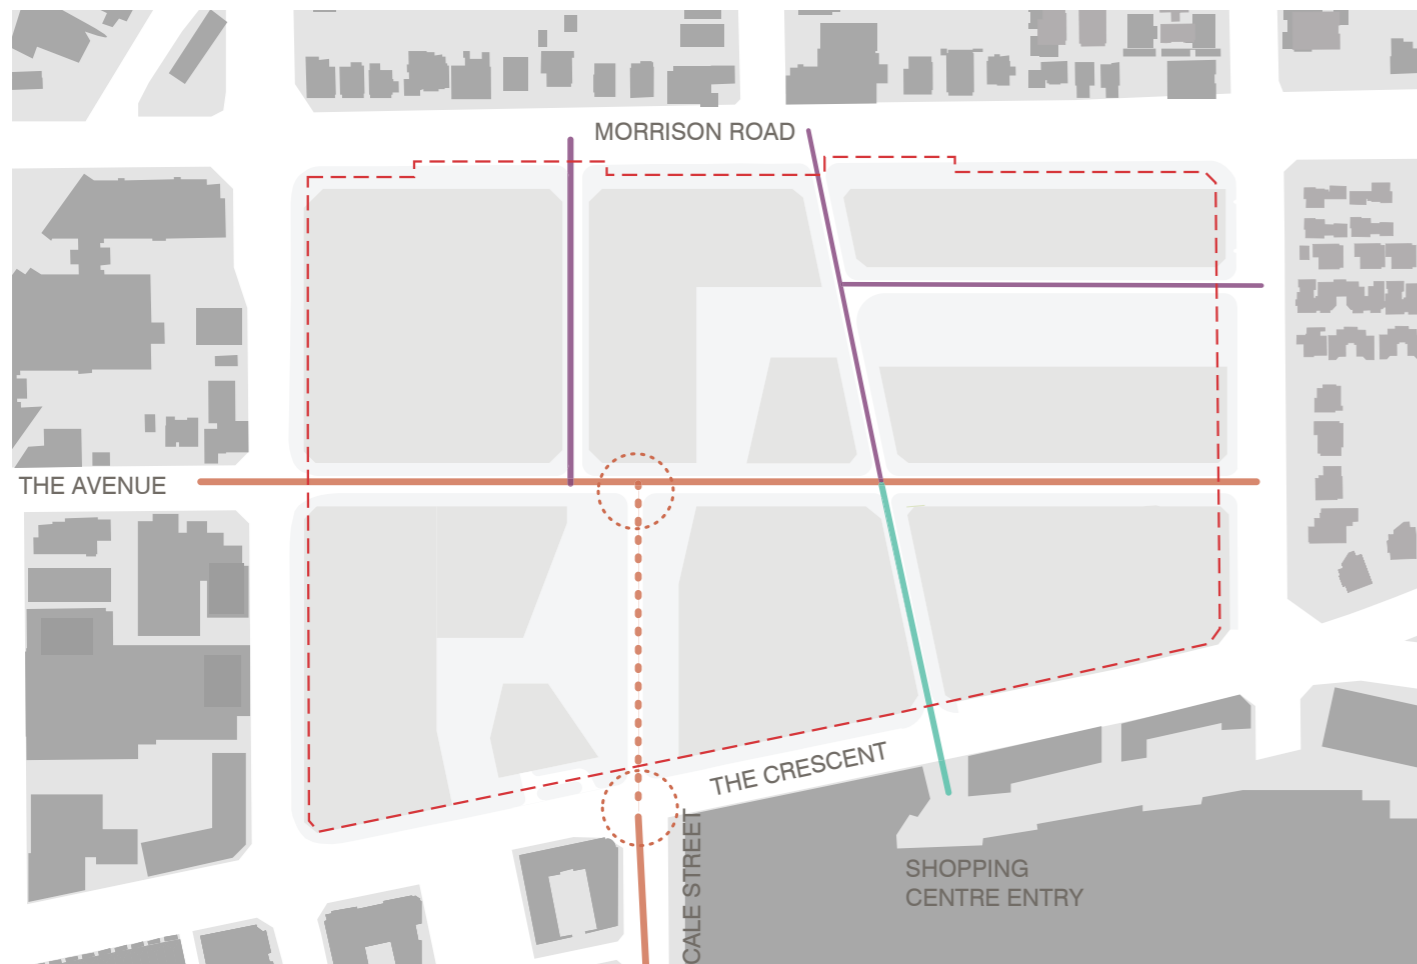 MORRISON ROAD
THE AVENUE
THE CRESCENT
CALE STREET
SHOPPING
CENTRE ENTRY